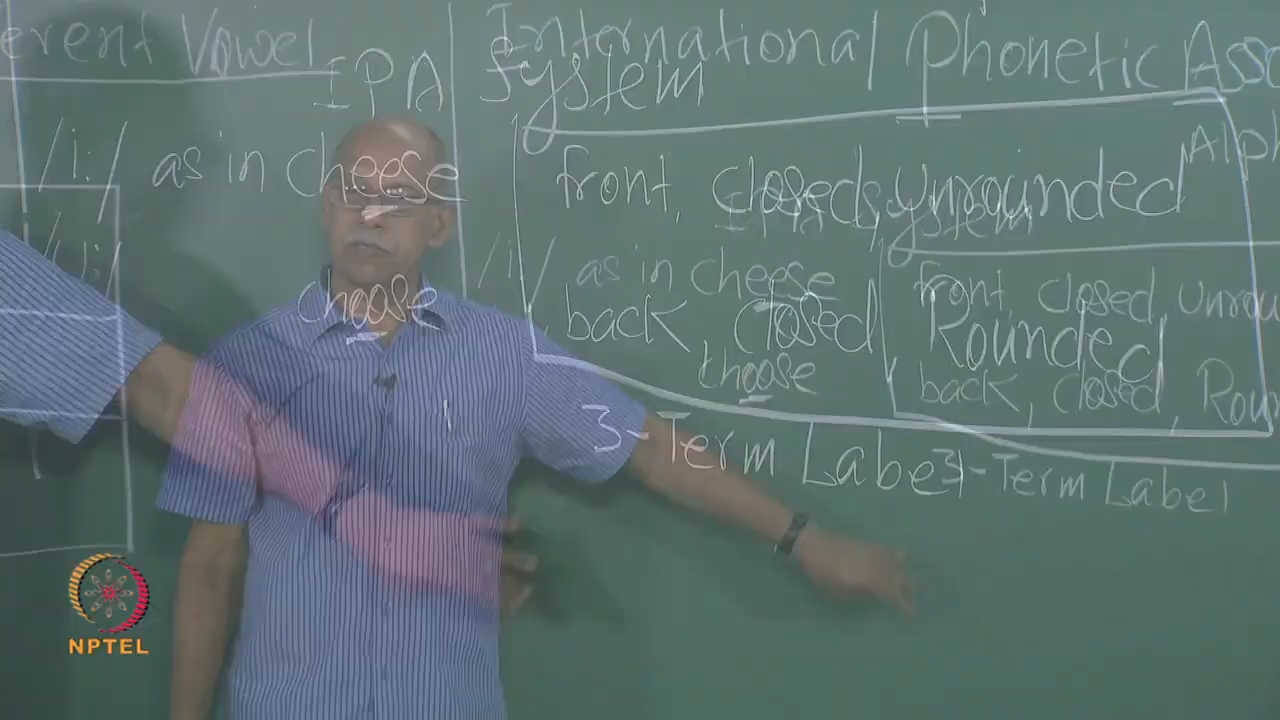 erent Vowel
IPA
International Phonetic Asso
System
Alph
/i:/ as in cheese
front, closed, unrounded
IPA System
/u:/
choose
/i:/ as in cheese
front, closed, unrou
back, closed, Rounded
choose
back, closed, Rou
3-Term Label
3-Term Label
NPTEL